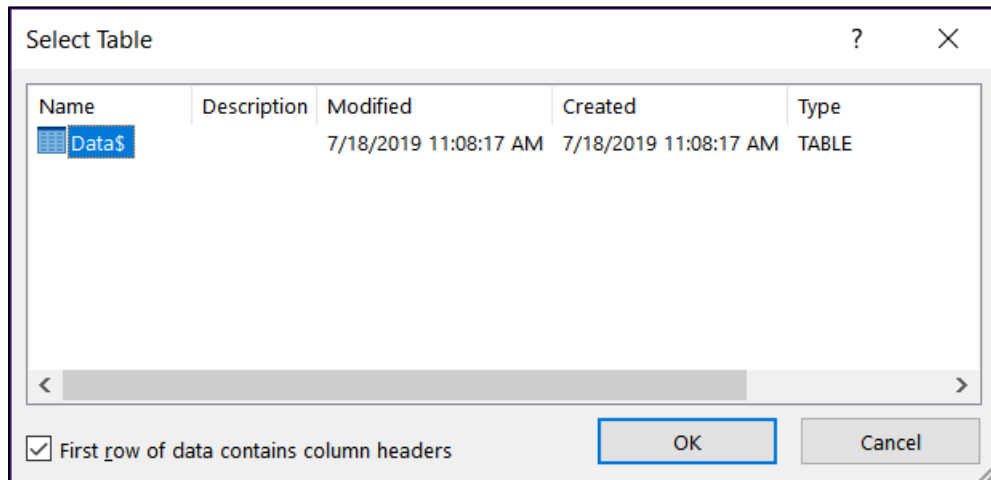 Select Table
?
Name Description Modified Created Type
Data$ 7/18/2019 11:08:17 AM 7/18/2019 11:08:17 AM TABLE
First row of data contains column headers
OK Cancel